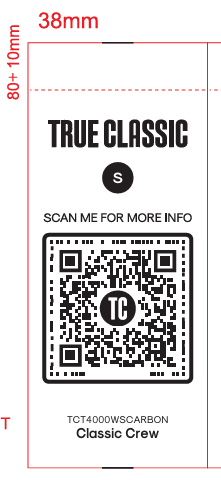 38mm
80+ 10mm
TRUE CLASSIC
S
SCAN ME FOR MORE INFO
TC
T
TCT4000WSCARBON
Classic Crew